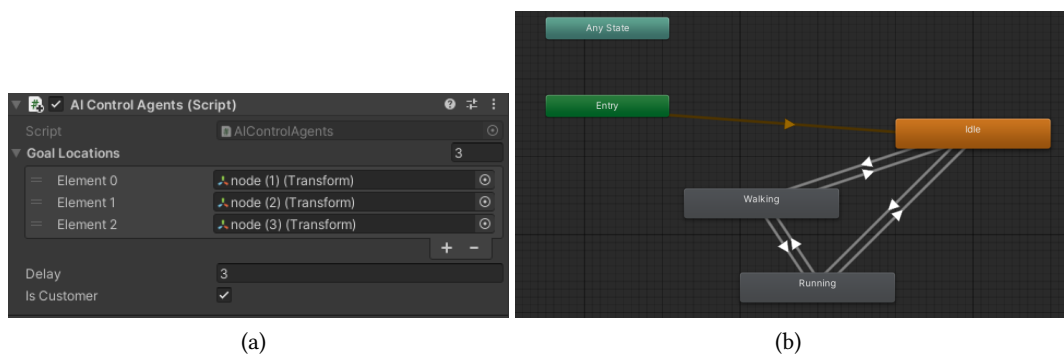 AI Control Agents (Script)
Script AIControlAgents
Goal Locations 3
Element 0 node (1) (Transform)
Element 1 node (2) (Transform)
Element 2 node (3) (Transform)
+ -
Delay 3
Is Customer
(a)
Any State
Entry
Idle
Walking
Running
(b)